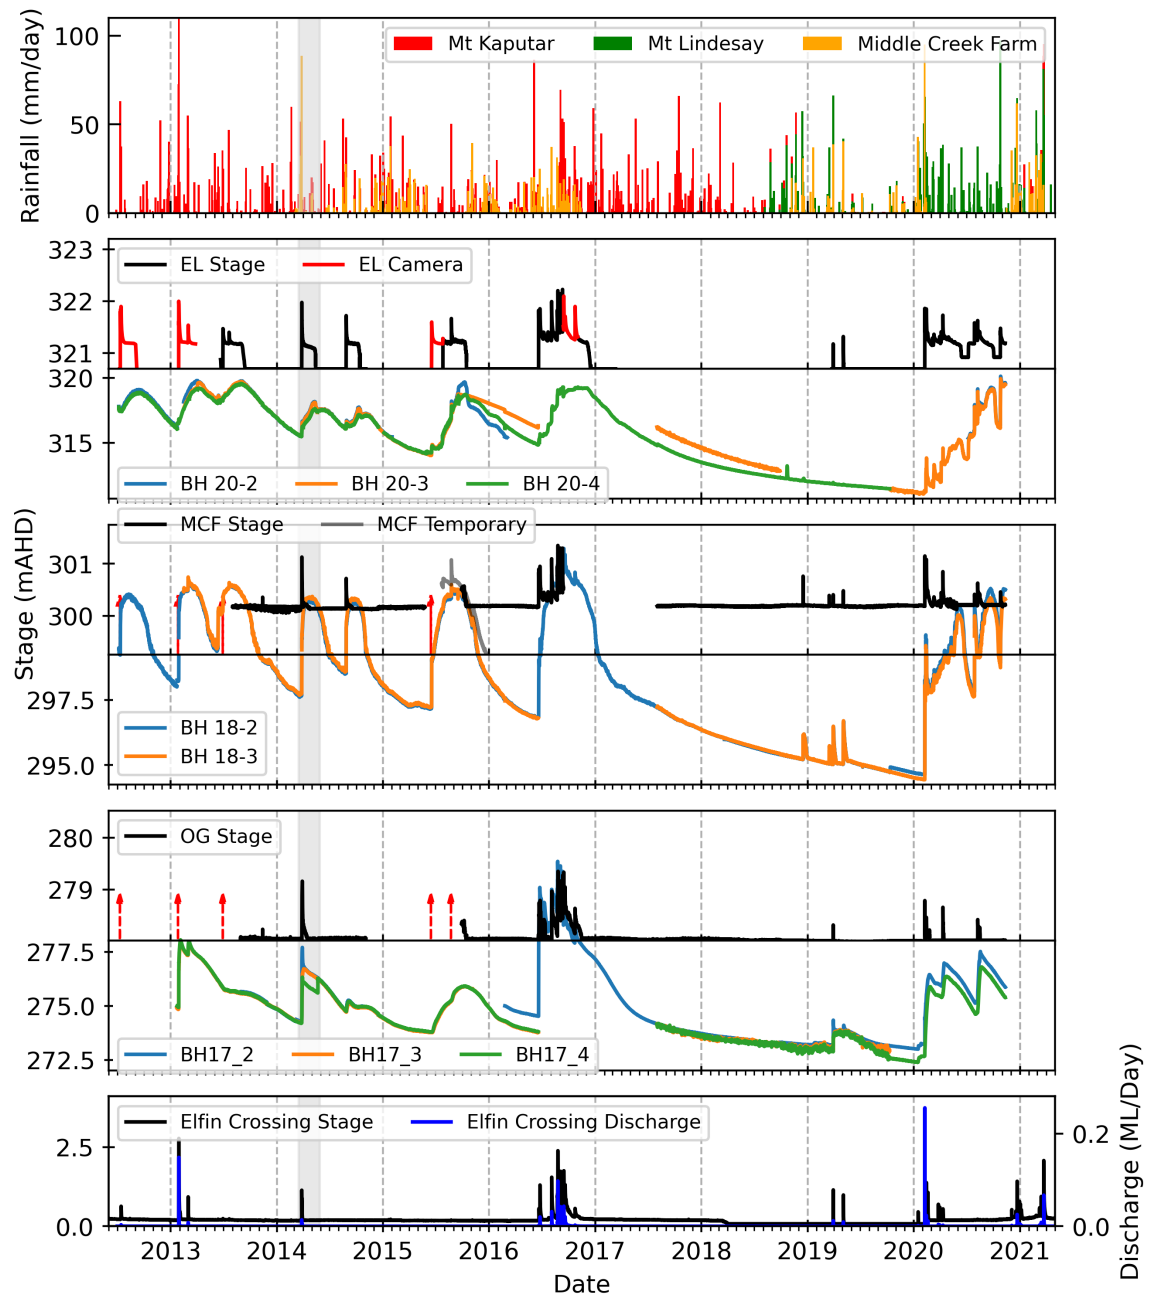 Rainfall (mm/day)
100
50
0
Mt Kaputar
Mt Lindesay
Middle Creek Farm
323
322
321
EL Stage
EL Camera
320
315
BH 20-2
BH 20-3
BH 20-4
Stage (mAHD)
MCF Stage
MCF Temporary
301
300
297.5
295.0
BH 18-2
BH 18-3
280
279
OG Stage
277.5
275.0
272.5
BH17_2
BH17_3
BH17_4
Elfin Crossing Stage
Elfin Crossing Discharge
2.5
0.0
0.2
0.0
Discharge (ML/Day)
2013 2014 2015 2016 2017 2018 2019 2020 2021
Date